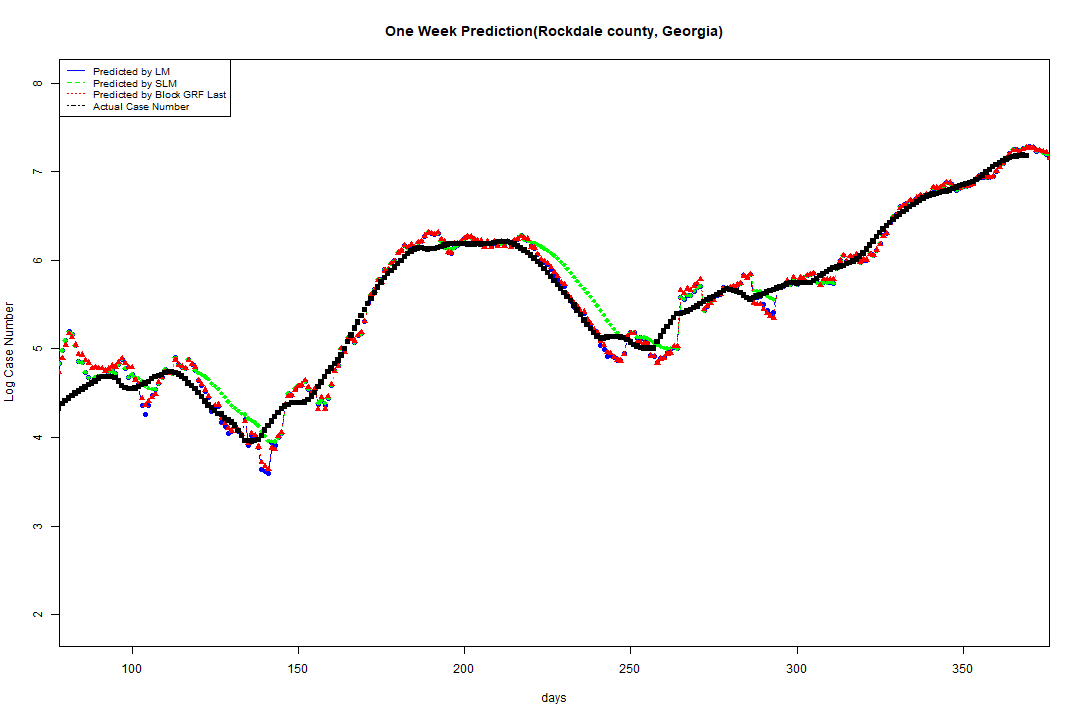 One Week Prediction(Rockdale county, Georgia)
Predicted by LM
Predicted by SLM
Predicted by Block GRF Last
Actual Case Number
8
7
6
5
4
3
2
Log Case Number
100 150 200 250 300 350
days